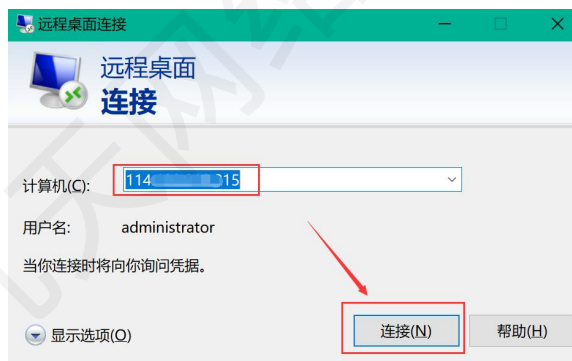 远程桌面连接
远程桌面
连接
计算机(C): 114 15
用户名: administrator
当你连接时将向你询问凭据。
显示选项(O) 连接(N) 帮助(H)